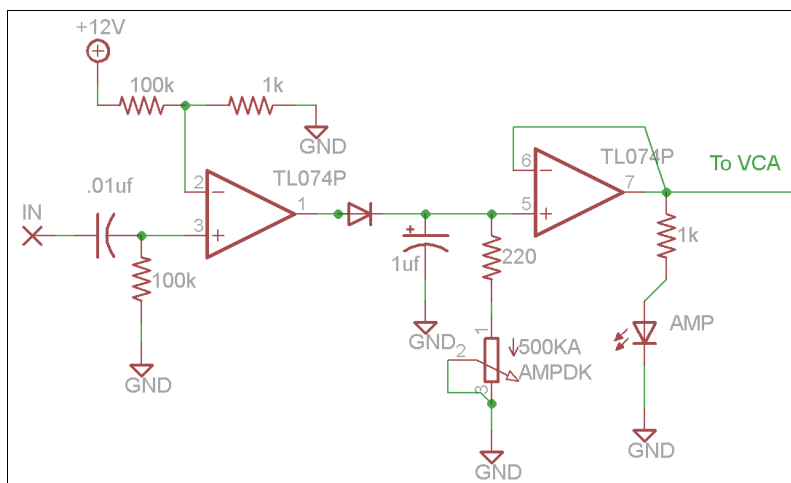 +12V
100k
1k
GND
TL074P
TL074P
To VCA
.01uf
IN
2
3
1
6
5
7
100k
GND
+
1uf
GND
220
1k
1
2
500KA
AMPDK
3
GND
AMP
GND